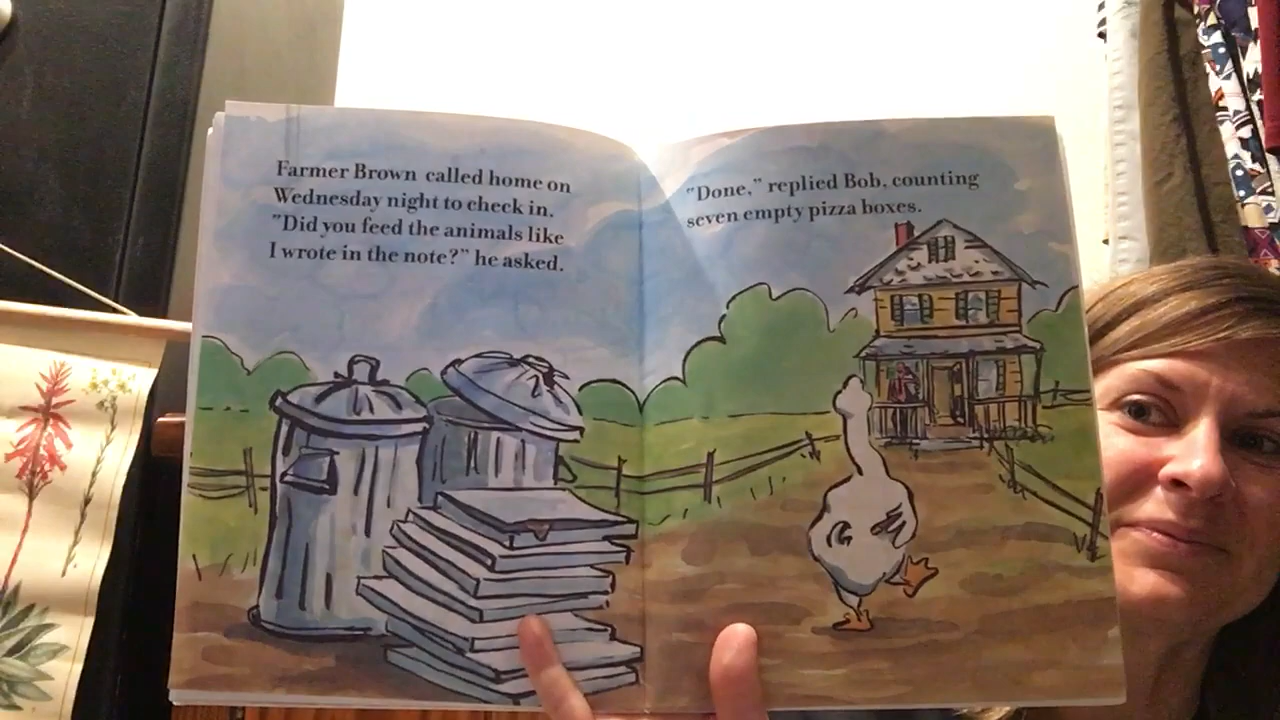 Farmer Brown called home on
Wednesday night to check in.
"Did you feed the animals like
I wrote in the note?" he asked.
"Done," replied Bob, counting
seven empty pizza boxes.